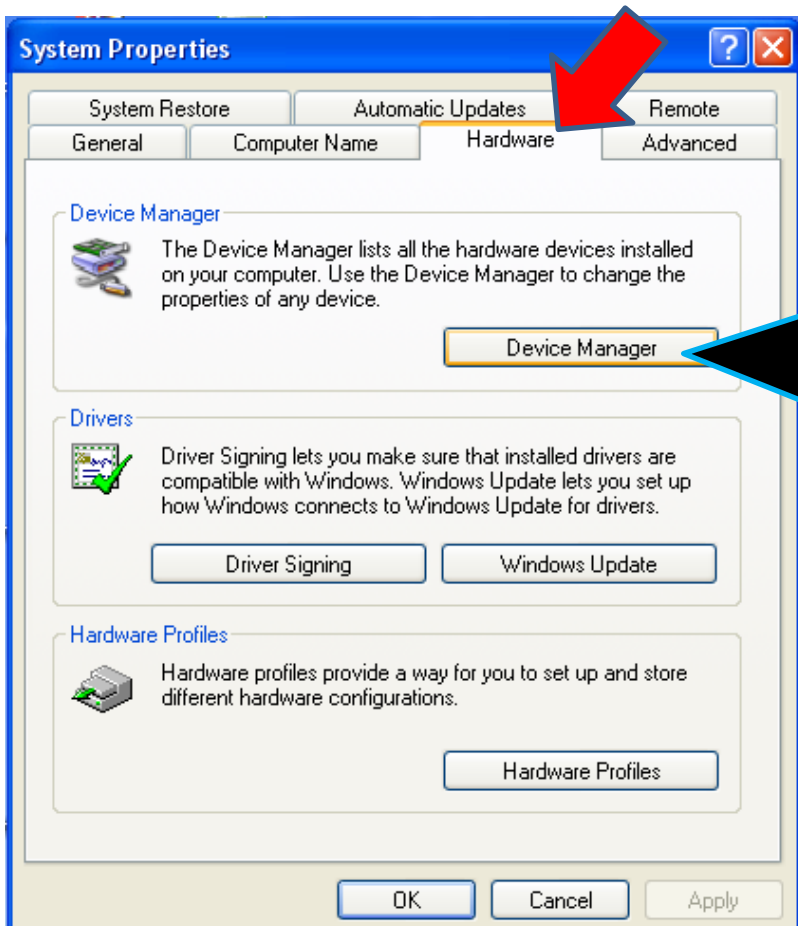 System Properties
?
System Restore Automatic Updates Remote
General Computer Name Hardware Advanced
Device Manager
The Device Manager lists all the hardware devices installed
on your computer. Use the Device Manager to change the
properties of any device.
Device Manager
Drivers
Driver Signing lets you make sure that installed drivers are
compatible with Windows. Windows Update lets you set up
how Windows connects to Windows Update for drivers.
Driver Signing Windows Update
Hardware Profiles
Hardware profiles provide a way for you to set up and store
different hardware configurations.
Hardware Profiles
OK Cancel Apply